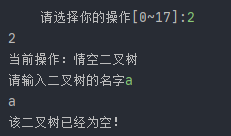 请选择你的操作[0~17]:2
2
当前操作: 情空二叉树
请输入二叉树的名字a
a
该二叉树已经为空!